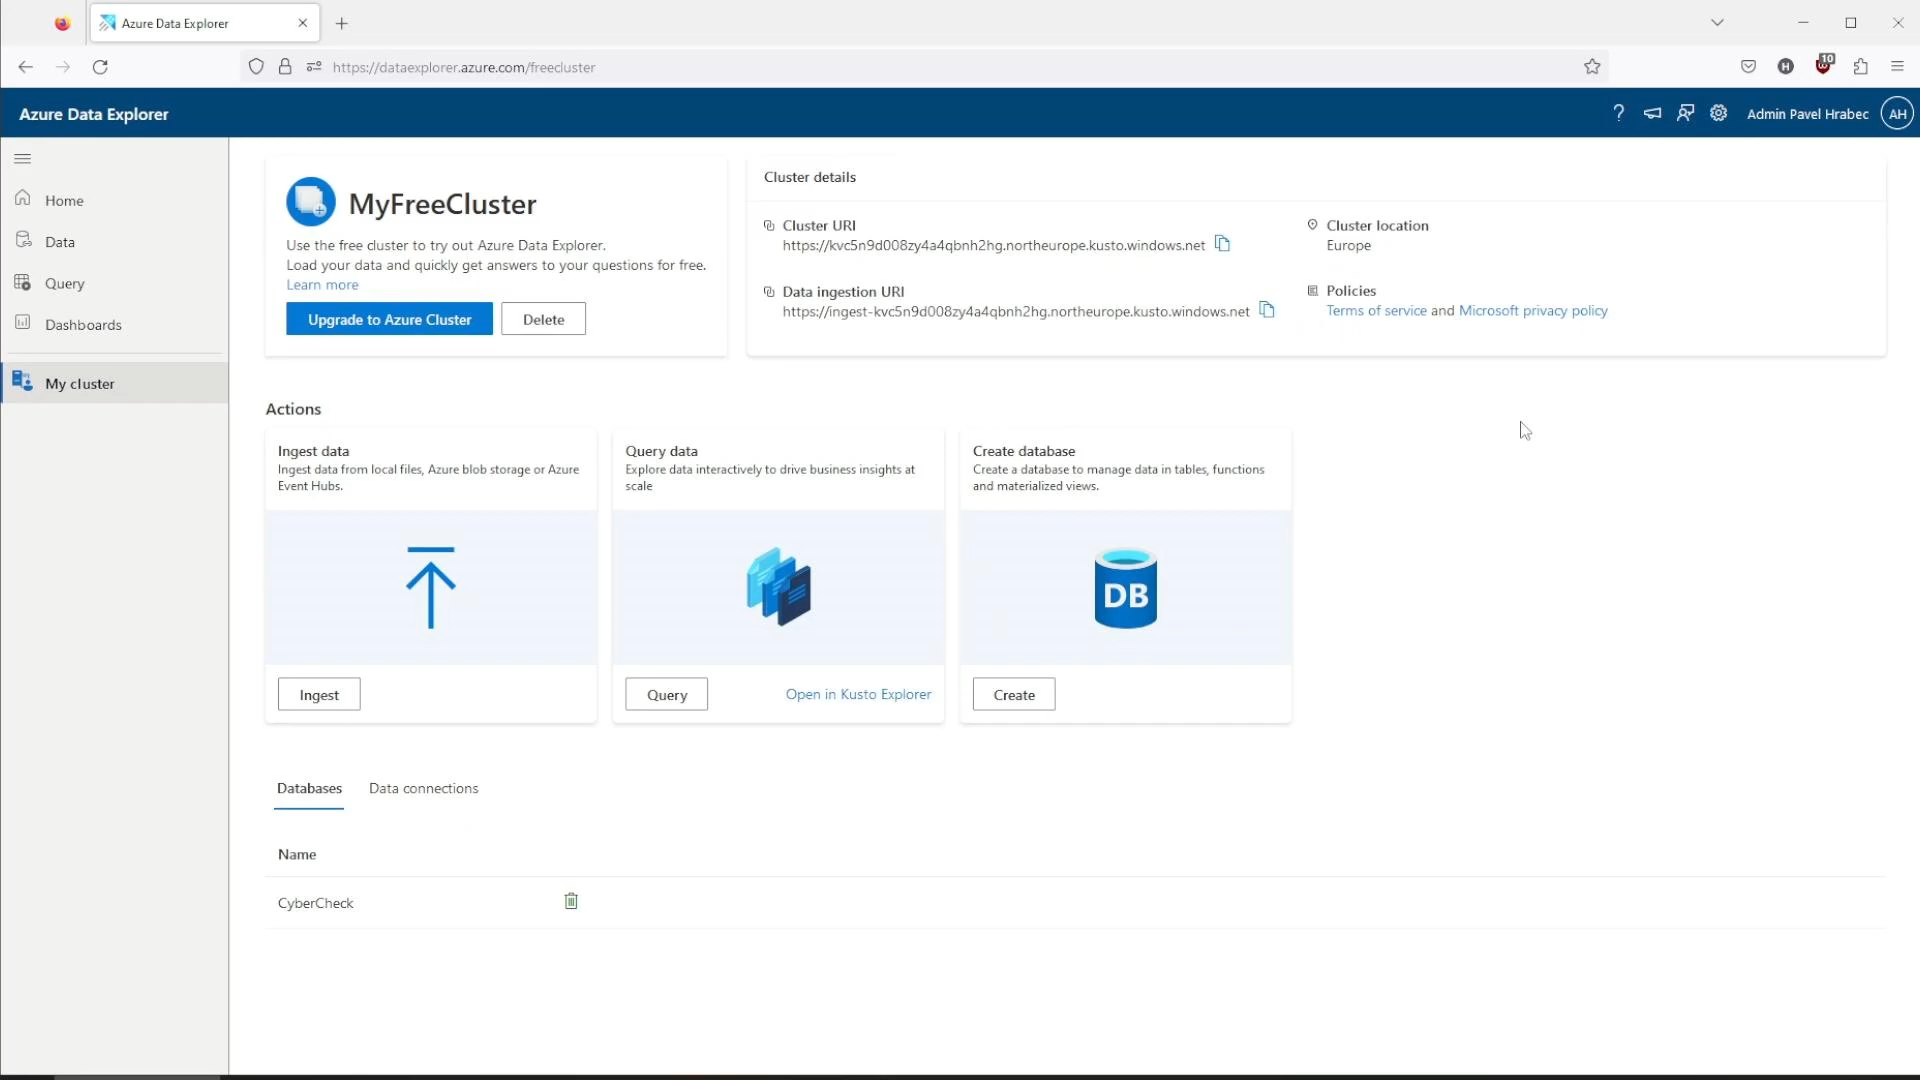 Azure Data Explorer
https://dataexplorer.azure.com/freecluster
H
10
Azure Data Explorer
Admin Pavel Hrabec
AH
Home
Data
Query
Dashboards
My cluster
MyFreeCluster
Use the free cluster to try out Azure Data Explorer.
Load your data and quickly get answers to your questions for free.
Learn more
Upgrade to Azure Cluster
Delete
Cluster details
Cluster URI
https://kvc5n9d008zy4a4qbnh2hg.northeurope.kusto.windows.net
Cluster location
Europe
Data ingestion URI
https://ingest-kvc5n9d008zy4a4qbnh2hg.northeurope.kusto.windows.net
Policies
Terms of service and Microsoft privacy policy
Actions
Ingest data
Ingest data from local files, Azure blob storage or Azure
Event Hubs.
Ingest
Query data
Explore data interactively to drive business insights at
scale
Query
Open in Kusto Explorer
Create database
Create a database to manage data in tables, functions
and materialized views.
DB
Create
Databases
Data connections
Name
CyberCheck